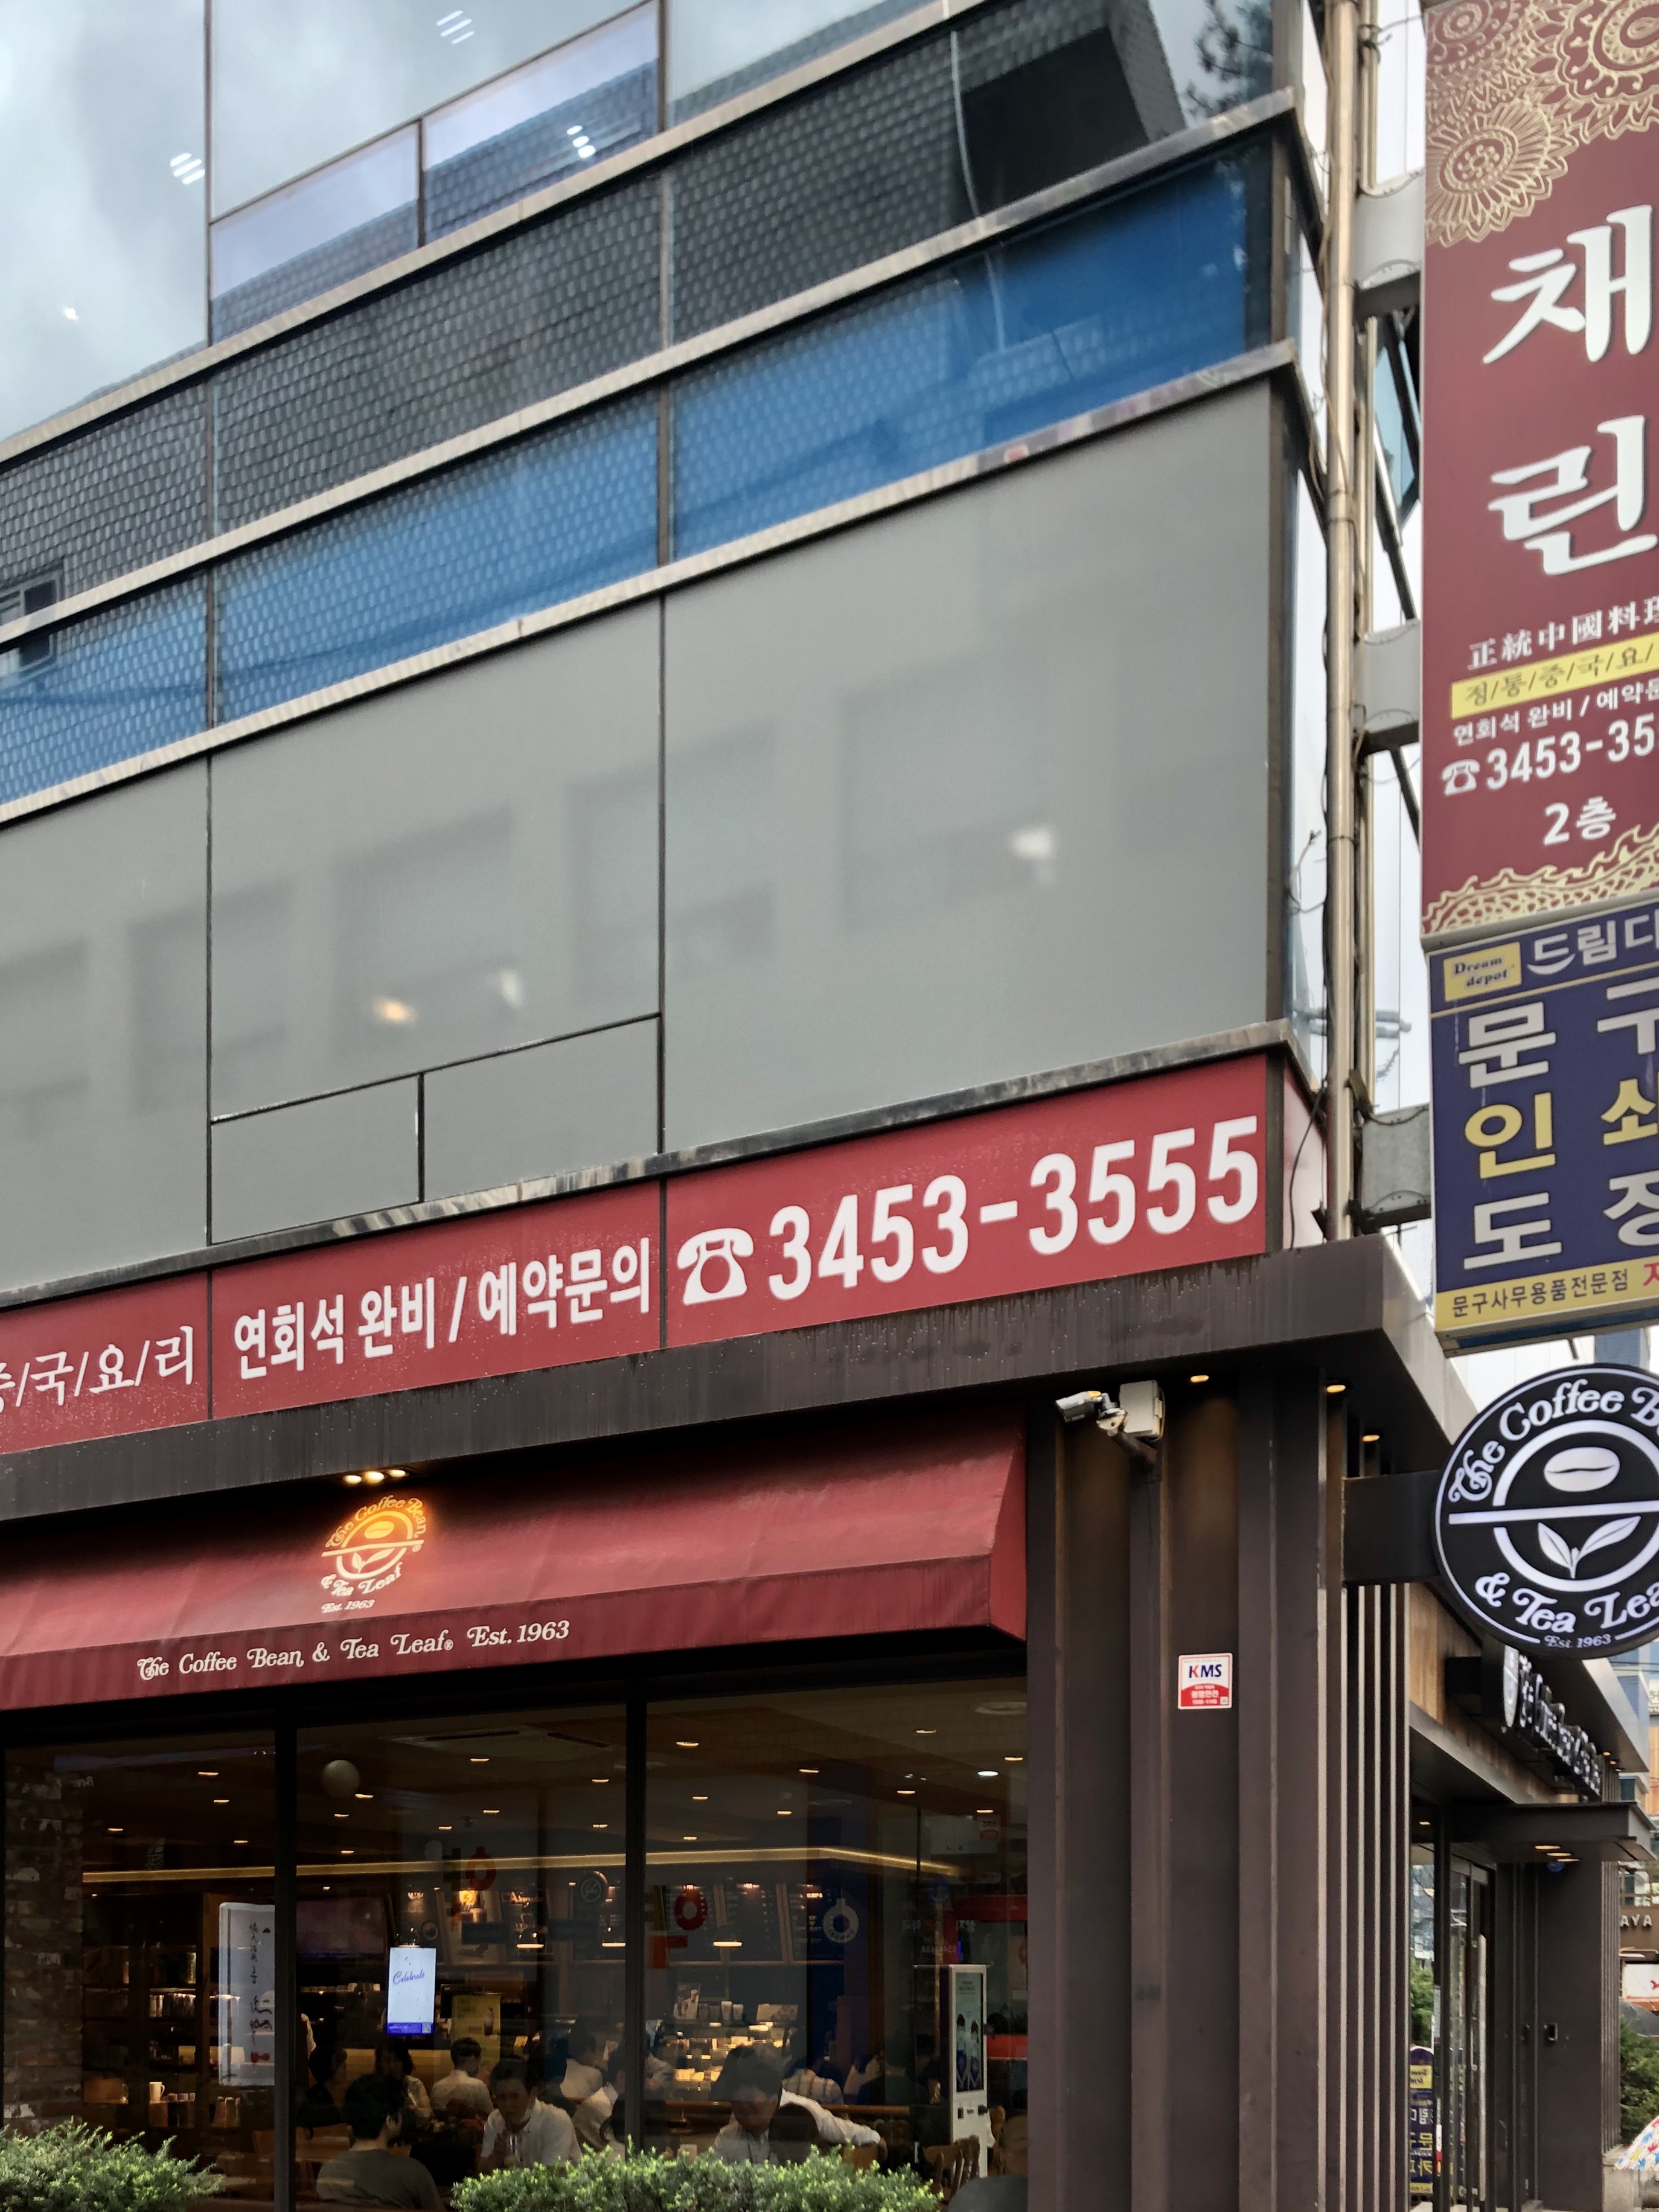 채
린
正統中國料理
정/통/중/국/요/
연회석 완비 / 예약문
☎3453-35
2층
Dream depot
드림디
문구
인쇄
도장
문구사무용품전문점
중/국/요/리
연회석 완비 / 예약문의
☎3453-3555
The Coffee Bean
& Tea Leaf
Est. 1963
The Coffee Bean & Tea Leaf® Est. 1963
The Coffee Be
& Tea Lea
Est. 1963
KMS
Celebrate
AYA